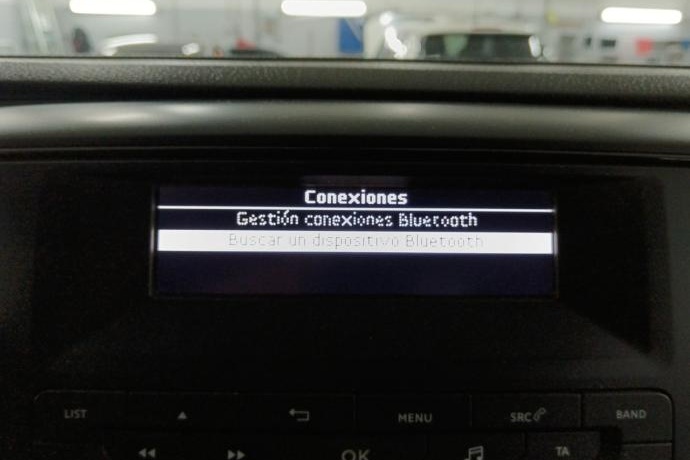 Conexiones
Gestión conexiones Bluetooth
Buscar un dispositivo Bluetooth
LIST
MENU
SRC
BAND
OK
TA